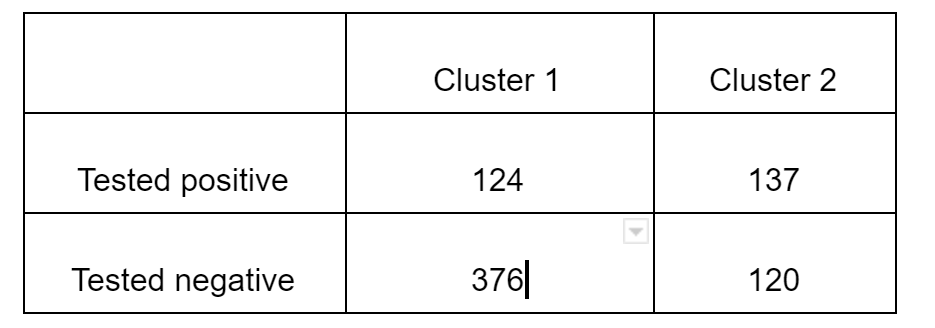 Cluster 1 Cluster 2
Tested positive 124 137
Tested negative 376 120